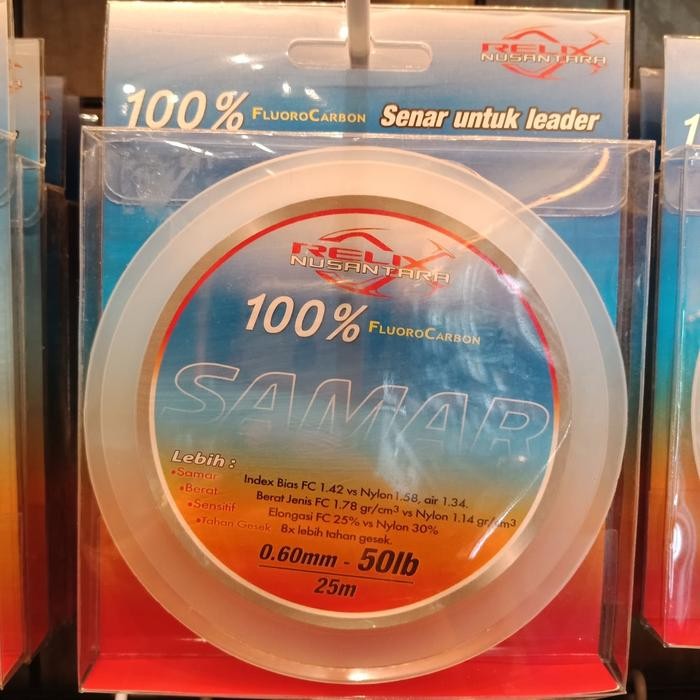 RELIX
NUSANTARA
100% FLUOROCARBON Senar untuk leader
RELIX
NUSANTARA
100% FLUOROCARBON
SAMAR
Lebih :
•Samar Index Bias FC 1.42 vs Nylon 1.58, air 1.34.
•Berat Berat Jenis FC 1.78 gr/cm³ vs Nylon 1.14 gr/cm³
•Sensitif Elongasi FC 25% vs Nylon 30%
•Tahan Gesek 8x lebih tahan gesek.
0.60mm - 50lb
25m
1